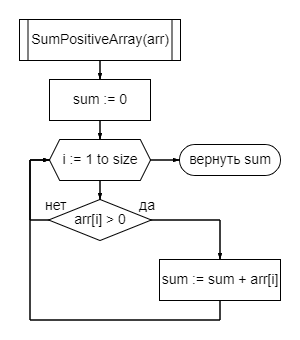 SumPositiveArray(arr)
sum := 0
i := 1 to size
вернуть sum
нет
да
arr[i] > 0
sum := sum + arr[i]